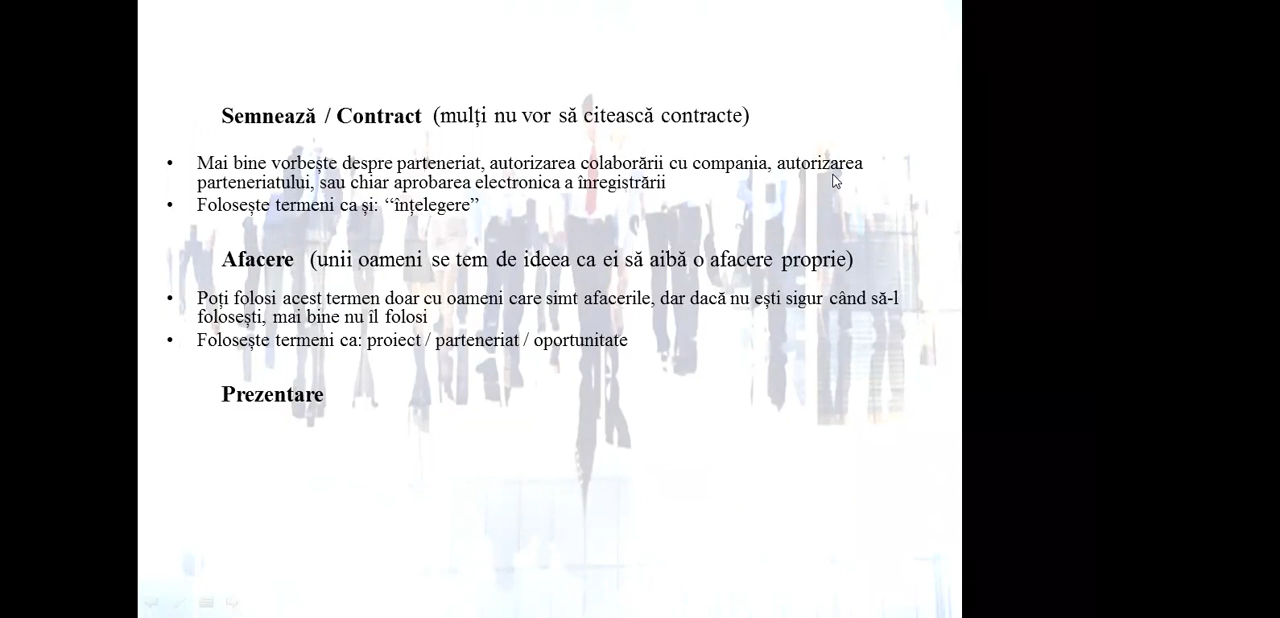 Semnează / Contract (mulți nu vor să citească contracte)
• Mai bine vorbește despre parteneriat, autorizarea colaborării cu compania, autorizarea
parteneriatului, sau chiar aprobarea electronica a înregistrării
• Folosește termeni ca și: “înțelegere”
Afacere (unii oameni se tem de ideea ca ei să aibă o afacere proprie)
• Poți folosi acest termen doar cu oameni care simt afacerile, dar dacă nu ești sigur când să-l
folosești, mai bine nu îl folosi
• Folosește termeni ca: proiect / parteneriat / oportunitate
Prezentare